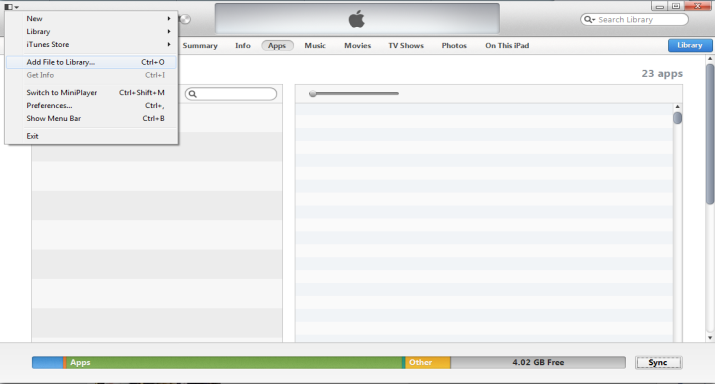 Search Library
New
Library
iTunes Store
Add File to Library... Ctrl+O
Get Info Ctrl+I
Switch to MiniPlayer Ctrl+Shift+M
Preferences... Ctrl+,
Show Menu Bar Ctrl+B
Exit
Summary Info Apps Music Movies TV Shows Photos On This iPad Library
23 apps
Apps Other 4.02 GB Free Sync